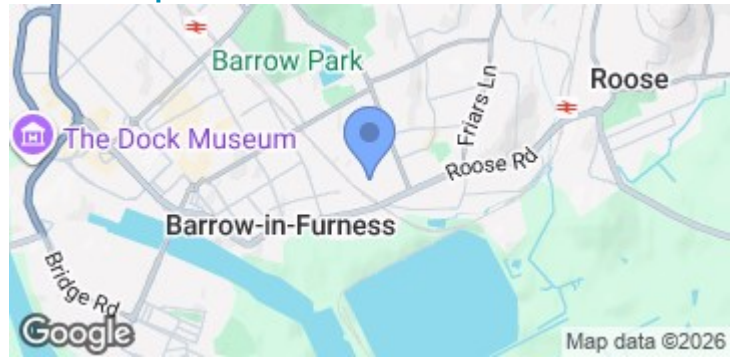 Barrow Park
Roose
The Dock Museum
Friars Ln
Roose Rd
Barrow-in-Furness
Bridge Rd
Google
Map data ©2026